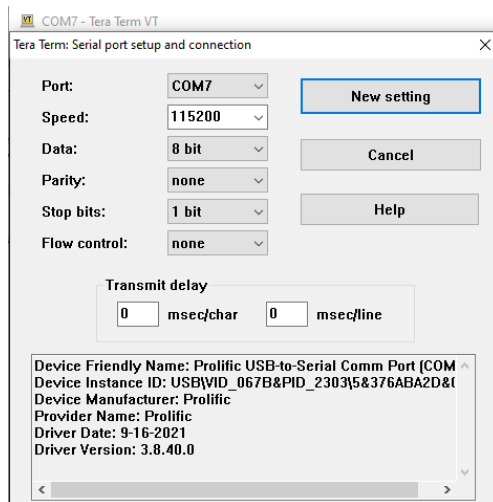 COM7 - Tera Term VT
Tera Term: Serial port setup and connection
Port: COM7
New setting
Speed: 115200
Data: 8 bit
Cancel
Parity: none
Stop bits: 1 bit
Help
Flow control: none
Transmit delay
0 msec/char 0 msec/line
Device Friendly Name: Prolific USB-to-Serial Comm Port (COM
Device Instance ID: USB\VID_067B&PID_2303\5&376ABA2D&
Device Manufacturer: Prolific
Provider Name: Prolific
Driver Date: 9-16-2021
Driver Version: 3.8.40.0